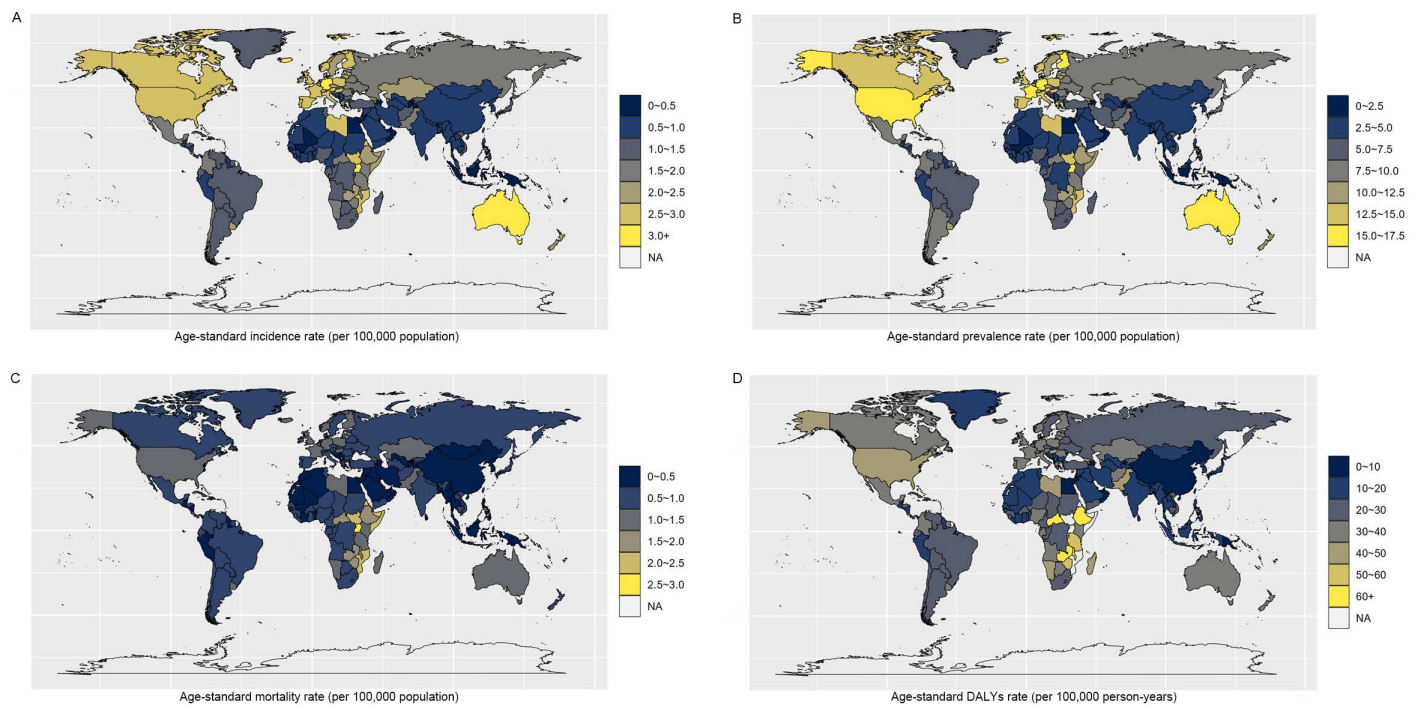 A
0~0.5
0.5~1.0
1.0~1.5
1.5~2.0
2.0~2.5
2.5~3.0
3.0+
NA
Age-standard incidence rate (per 100,000 population)
B
0~2.5
2.5~5.0
5.0~7.5
7.5~10.0
10.0~12.5
12.5~15.0
15.0~17.5
NA
Age-standard prevalence rate (per 100,000 population)
C
0~0.5
0.5~1.0
1.0~1.5
1.5~2.0
2.0~2.5
2.5~3.0
NA
Age-standard mortality rate (per 100,000 population)
D
0~10
10~20
20~30
30~40
40~50
50~60
60+
NA
Age-standard DALYs rate (per 100,000 person-years)